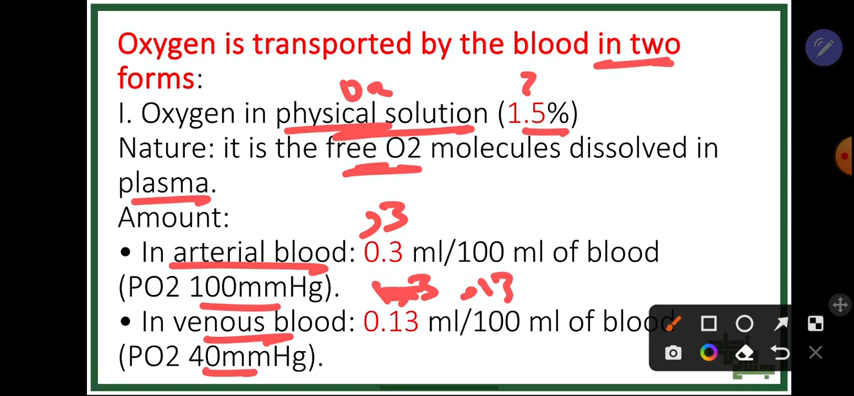 Oxygen is transported by the blood in two
forms:
?
I. Oxygen in physical solution (1.5%)
Nature: it is the free O2 molecules dissolved in
plasma.
Amount:
• In arterial blood: 0.3 ml/100 ml of blood
(PO2 100mmHg).
• In venous blood: 0.13 ml/100 ml of blood
(PO2 40mmHg).